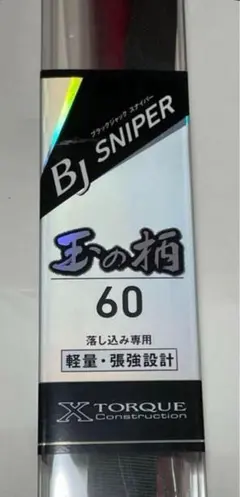 ブラックジャック スナイパー
BJ SNIPER
玉の柄
60
落し込み専用
軽量・張強設計
X TORQUE
Construction